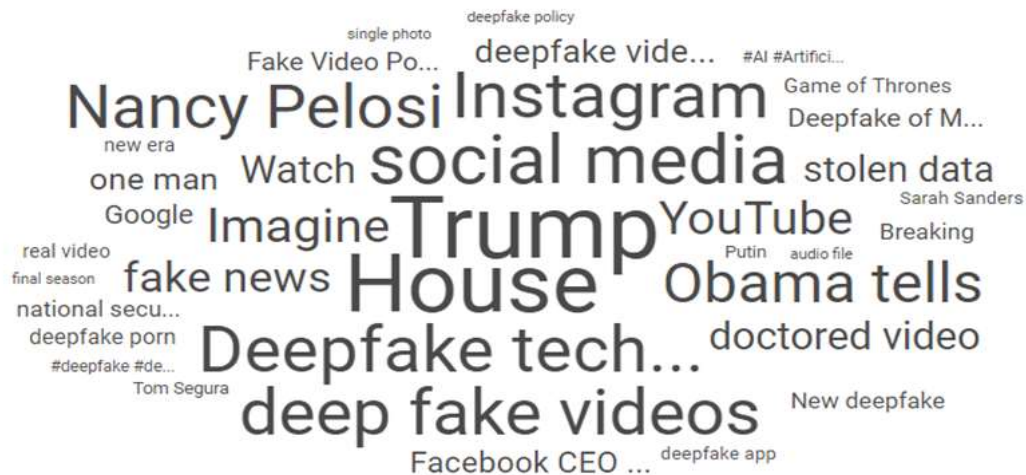 deepfake policy
single photo
Fake Video Po...
deepfake vide...
#AI #Artifici...
Nancy Pelosi
Instagram
Game of Thrones
Deepfake of M...
new era
one man
Watch
social media
stolen data
Sarah Sanders
Google
Imagine
Trump
YouTube
Breaking
real video
Putin
audio file
final season
fake news
House
Obama tells
national secu...
deepfake porn
Deepfake tech...
doctored video
#deepfake #de...
Tom Segura
deep fake videos
New deepfake
Facebook CEO ...
deepfake app